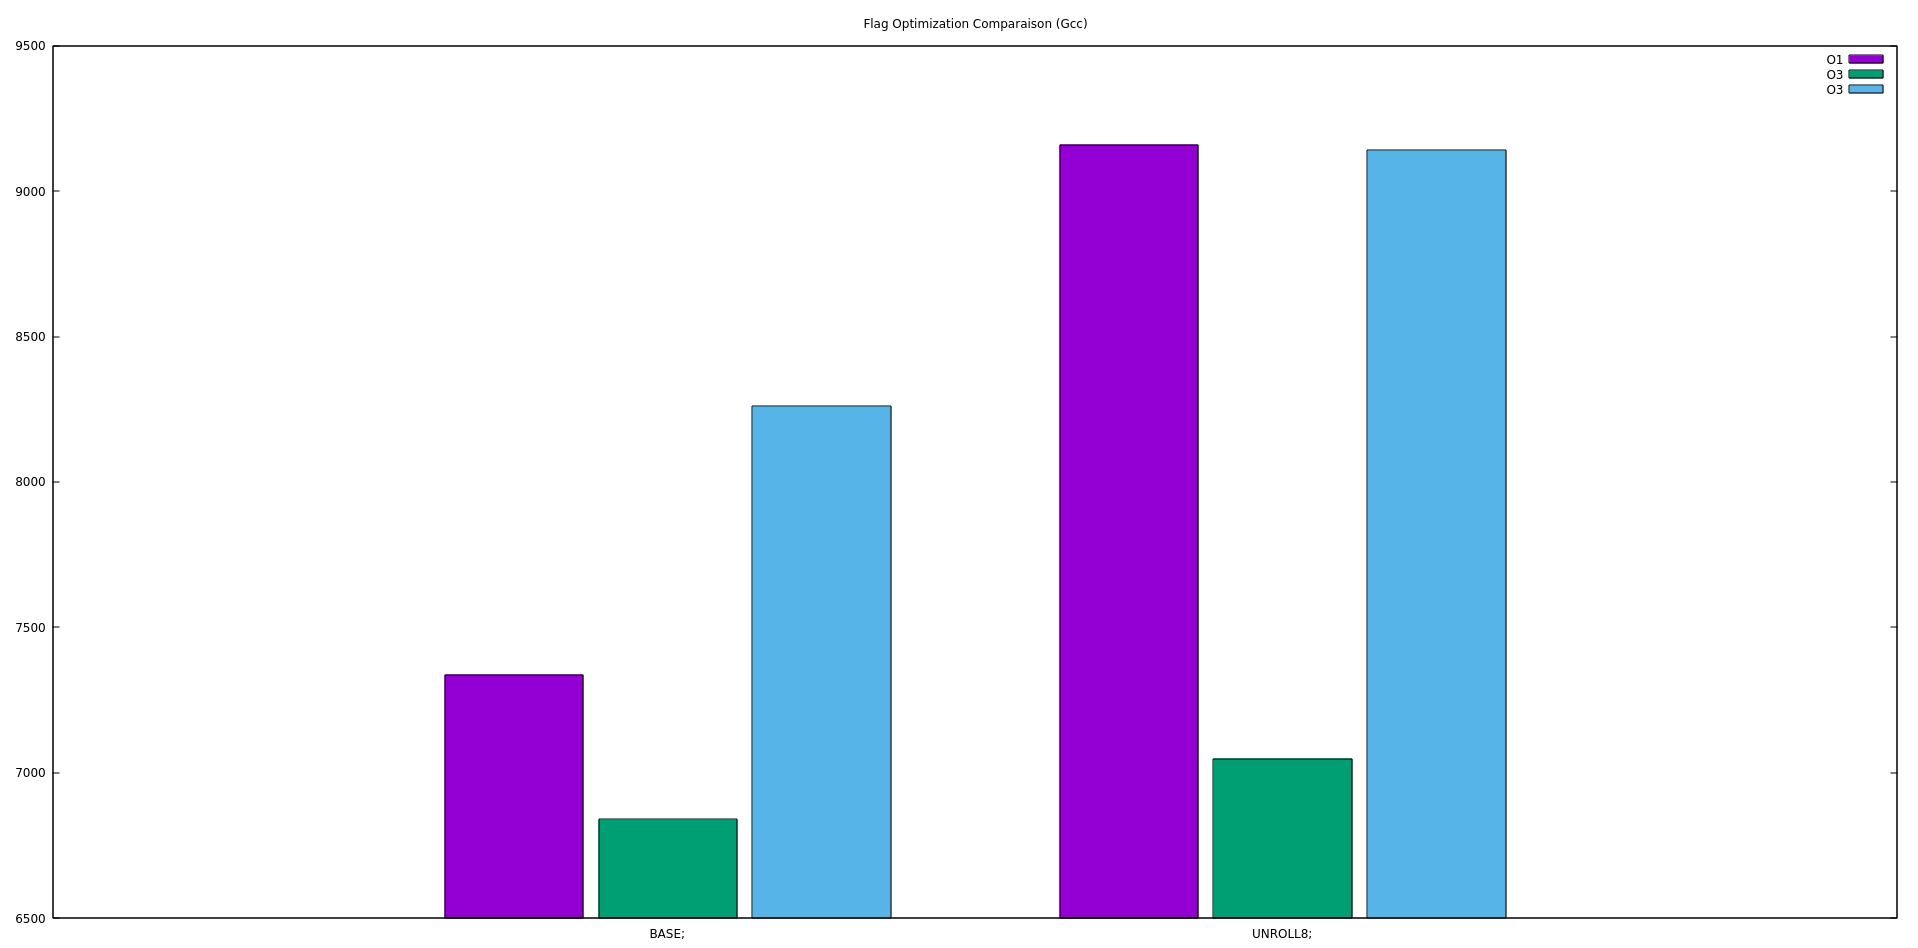 Flag Optimization Comparaison (Gcc)
9500
9000
8500
8000
7500
7000
6500
O1
O3
O3
BASE;
UNROLL8;